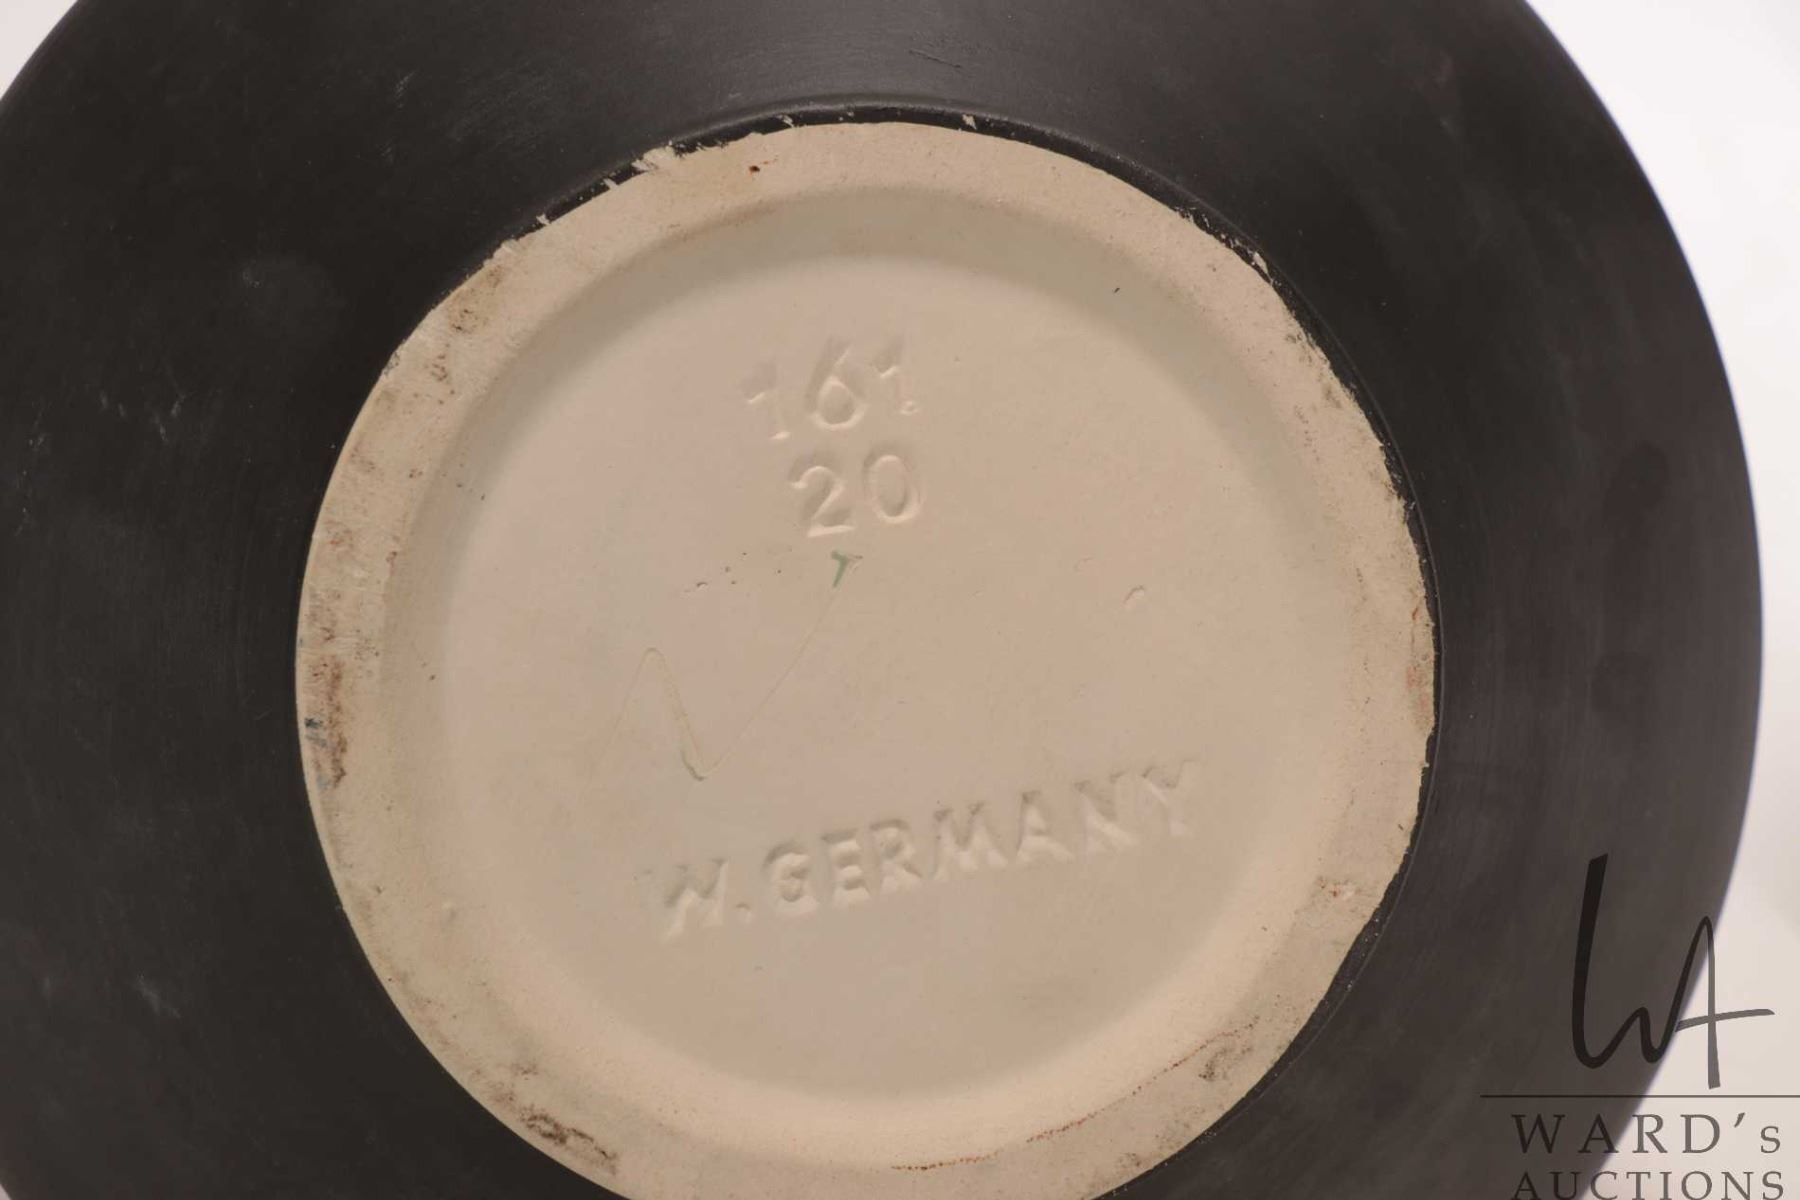 161
20
W. GERMANY
WARD's
AUCTIONS